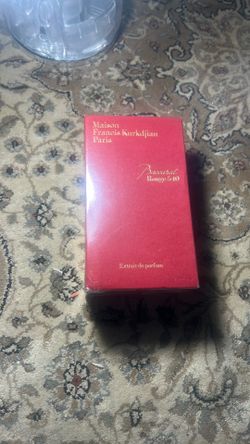 Maison
Francis Kurkdjian
Paris
Baccarat
Rouge 540
Extrait de parfum